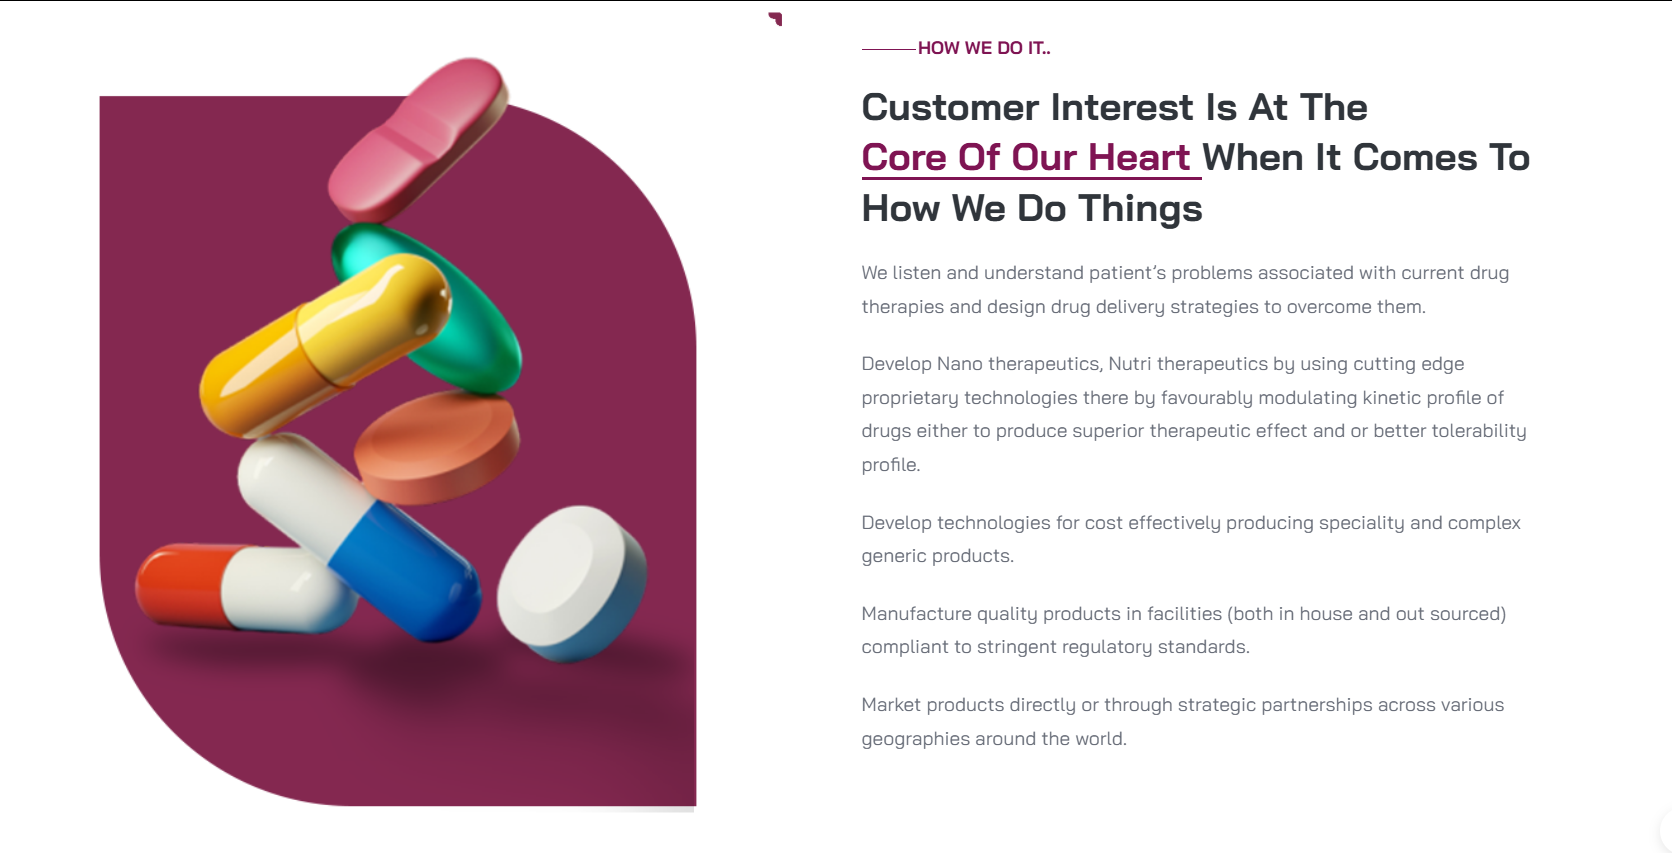 HOW WE DO IT..
Customer Interest Is At The
Core Of Our Heart When It Comes To
How We Do Things
We listen and understand patient’s problems associated with current drug
therapies and design drug delivery strategies to overcome them.
Develop Nano therapeutics, Nutri therapeutics by using cutting edge
proprietary technologies there by favourably modulating kinetic profile of
drugs either to produce superior therapeutic effect and or better tolerability
profile.
Develop technologies for cost effectively producing speciality and complex
generic products.
Manufacture quality products in facilities (both in house and out sourced)
compliant to stringent regulatory standards.
Market products directly or through strategic partnerships across various
geographies around the world.